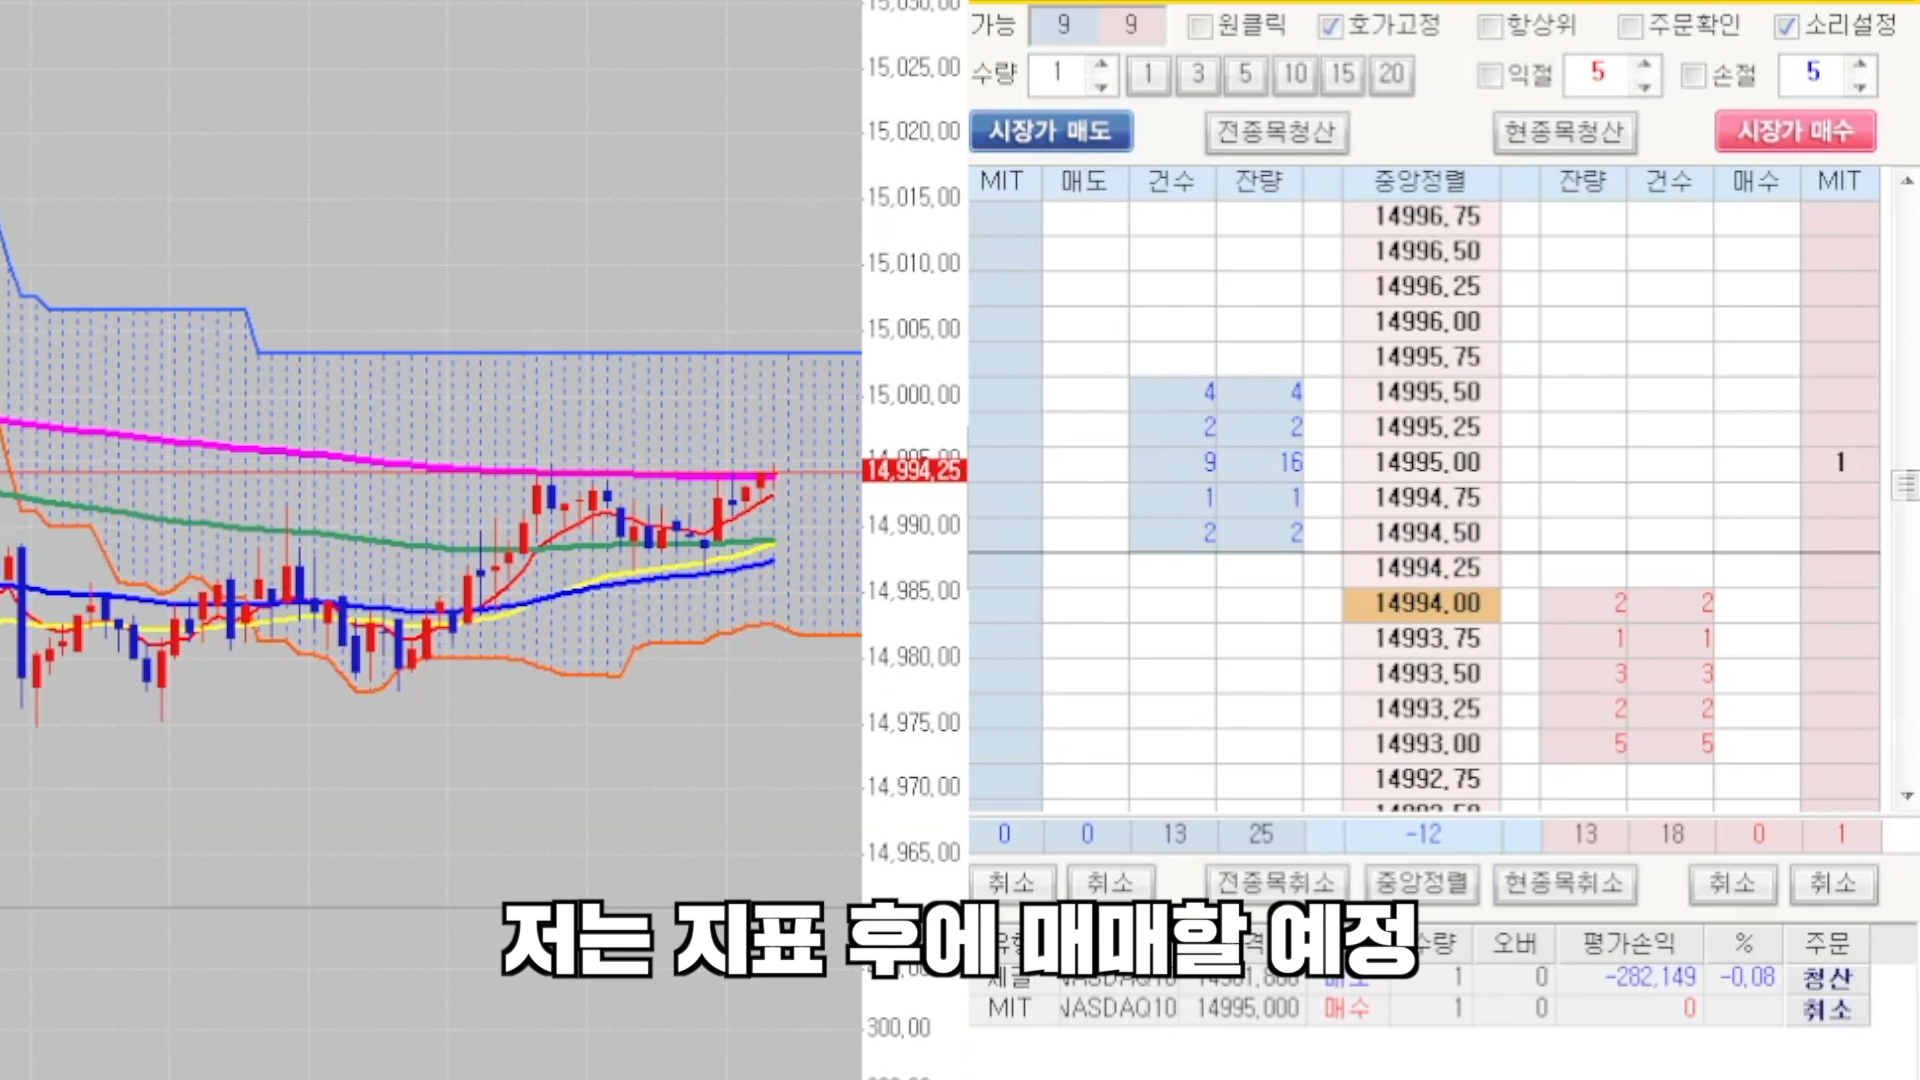 가능 9 9 원클릭 호가고정 항상위 주문확인 소리설정
수량 1 1 3 5 10 15 20 익절 5 손절 5
시장가 매도 전종목청산 현종목청산 시장가 매수
MIT 매도 건수 잔량 중앙정렬 잔량 건수 매수 MIT
14996.75
14996.50
14996.25
14996.00
14995.75
4 4 14995.50
2 2 14995.25
9 16 14995.00 1
1 1 14994.75
2 2 14994.50
14994.25
14994.00 2 2
14993.75 1 1
14993.50 3 3
14993.25 2 2
14993.00 5 5
14992.75
0 0 13 25 -12 13 18 0 1
취소 취소 전종목취소 중앙정렬 현종목취소 취소 취소
오버 평가손익 % 주문
1 0 -282,149 -0.08 청산
MIT NASDAQ10 14995.000 매수 1 0 0 취소
15,025.00
15,020.00
15,015.00
15,010.00
15,005.00
15,000.00
14,994.25
14,990.00
14,985.00
14,980.00
14,975.00
14,970.00
14,965.00
300.00
저는 지표 후에 매매할 예정